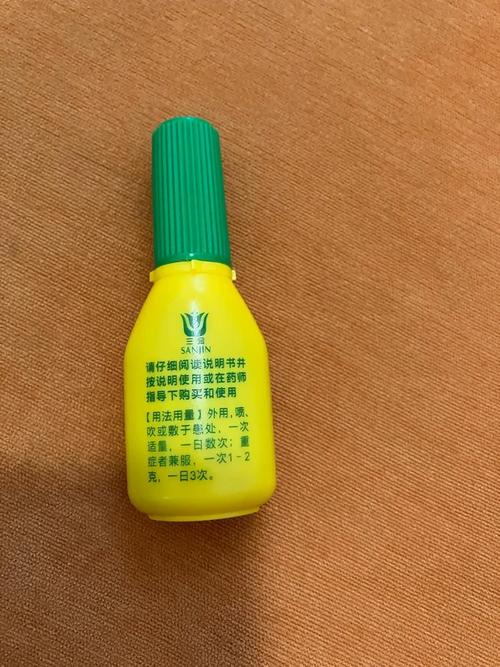 三金
SANJIN
请仔细阅读说明书并
按说明使用或在药师
指导下购买和使用
【用法用量】外用,喷、
吹或敷于患处,一次
适量,一日数次;重
症者兼服,一次1-2
克,一日3次。